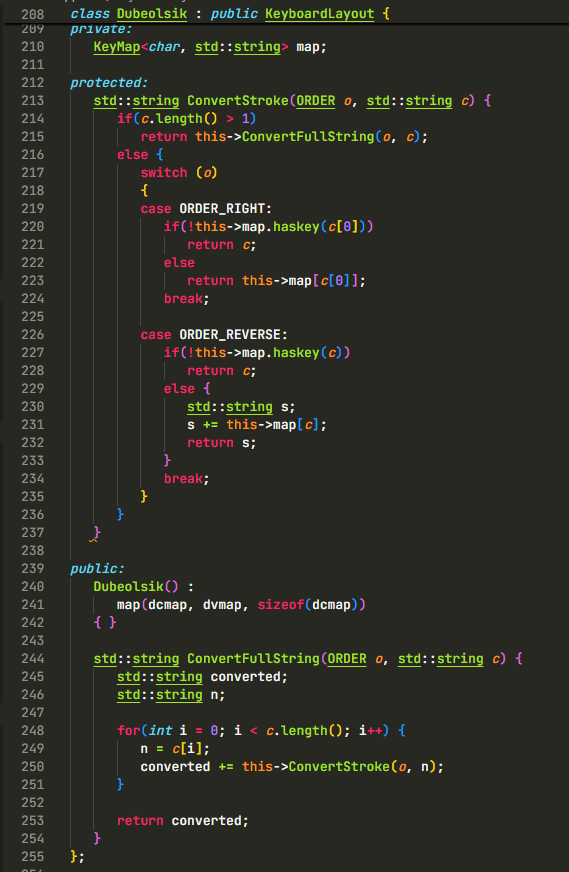 208 class Dubeolsik : public KeyboardLayout {
209 private:
210 KeyMap<char, std::string> map;
211
212 protected:
213 std::string ConvertStroke(ORDER o, std::string c) {
214 if(c.length() > 1)
215 return this->ConvertFullString(o, c);
216 else {
217 switch (o)
218 {
219 case ORDER_RIGHT:
220 if(!this->map.haskey(c[0]))
221 return c;
222 else
223 return this->map[c[0]];
224 break;
225
226 case ORDER_REVERSE:
227 if(!this->map.haskey(c))
228 return c;
229 else {
230 std::string s;
231 s += this->map[c];
232 return s;
233 }
234 break;
235 }
236 }
237 }
238
239 public:
240 Dubeolsik() :
241 map(dcmap, dvmap, sizeof(dcmap))
242 { }
243
244 std::string ConvertFullString(ORDER o, std::string c) {
245 std::string converted;
246 std::string n;
247
248 for(int i = 0; i < c.length(); i++) {
249 n = c[i];
250 converted += this->ConvertStroke(o, n);
251 }
252
253 return converted;
254 }
255 };